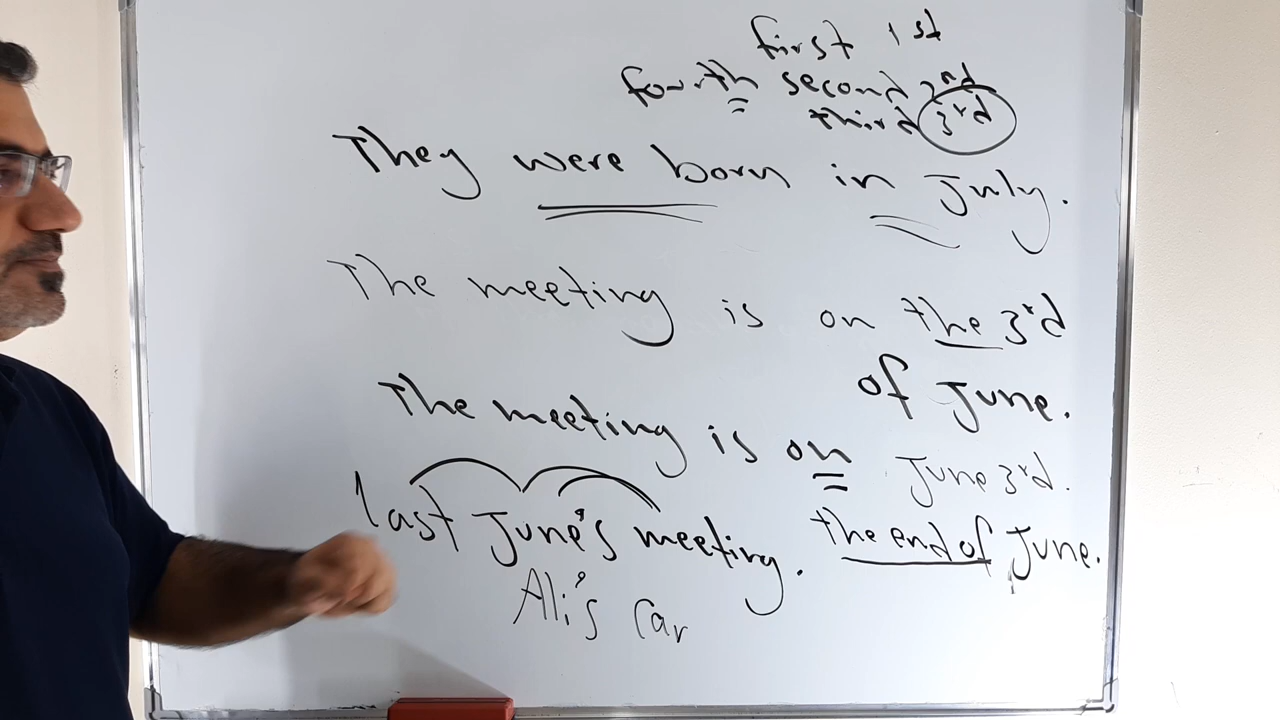 first 1st
fourth second 2nd
third 3rd
They were born in July.
The meeting is on the 3rd
of June.
The meeting is on June 3rd.
last June's meeting. the end of June.
Ali's car